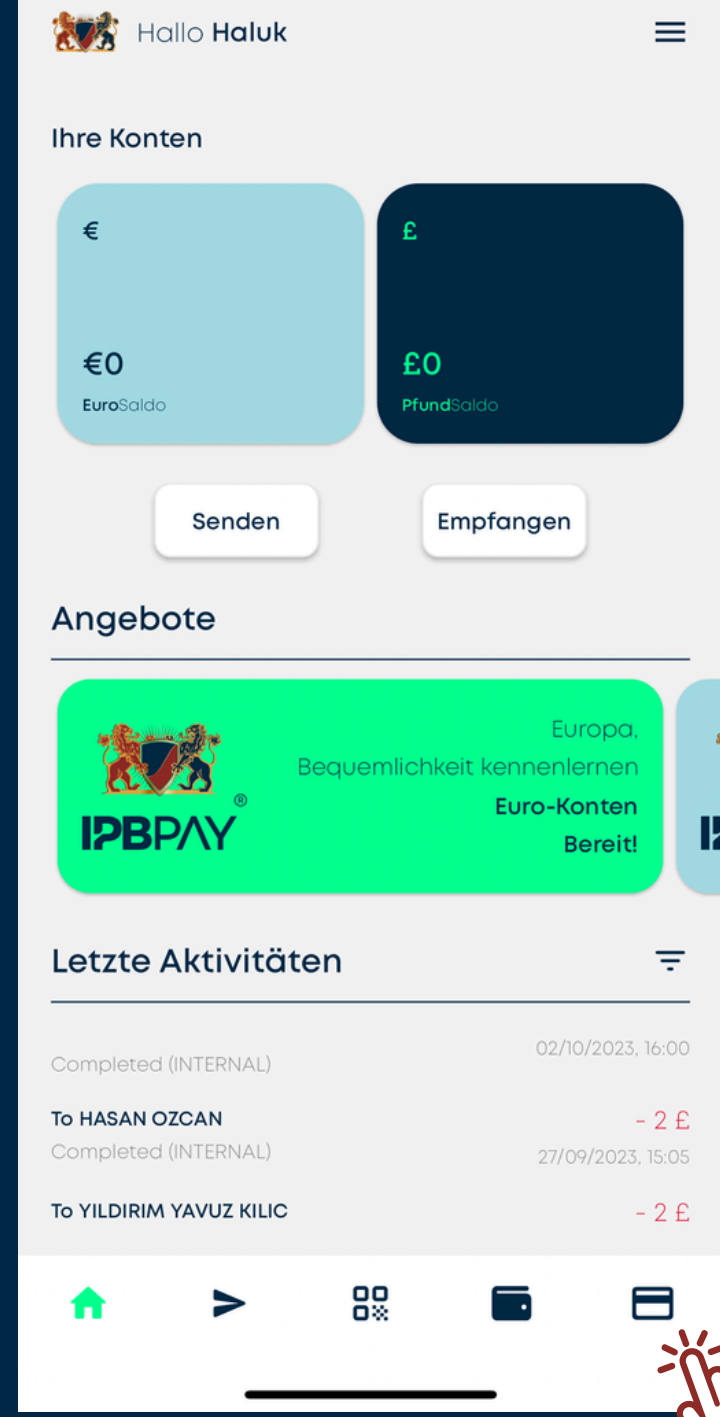 Hallo Haluk
Ihre Konten
€
£
€0
£0
EuroSaldo
PfundSaldo
Senden
Empfangen
Angebote
Europa,
Bequemlichkeit kennenlernen
Euro-Konten
Bereit!
IPBPAY®
Letzte Aktivitäten
02/10/2023, 16:00
Completed (INTERNAL)
To HASAN OZCAN
- 2 £
Completed (INTERNAL)
27/09/2023, 15:05
To YILDIRIM YAVUZ KILIC
- 2 £